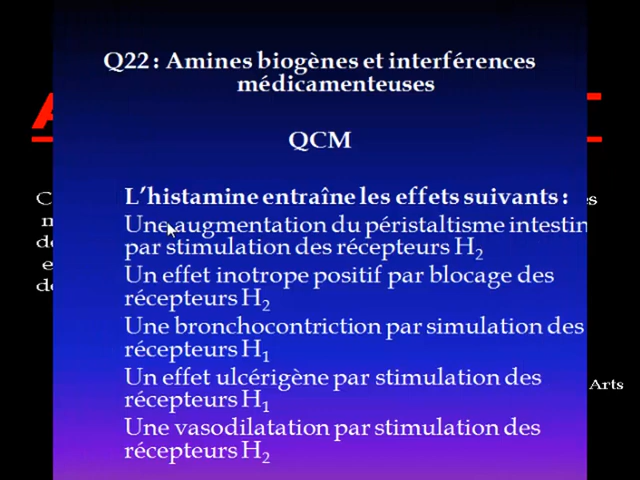 Q22 : Amines biogènes et interférences
médicamenteuses
QCM
L'histamine entraîne les effets suivants :
Une augmentation du péristaltisme intestin
par stimulation des récepteurs H2
Un effet inotrope positif par blocage des
récepteurs H2
Une bronchocontriction par simulation des
récepteurs H1
Un effet ulcérigène par stimulation des
récepteurs H1
Arts
Une vasodilatation par stimulation des
récepteurs H2